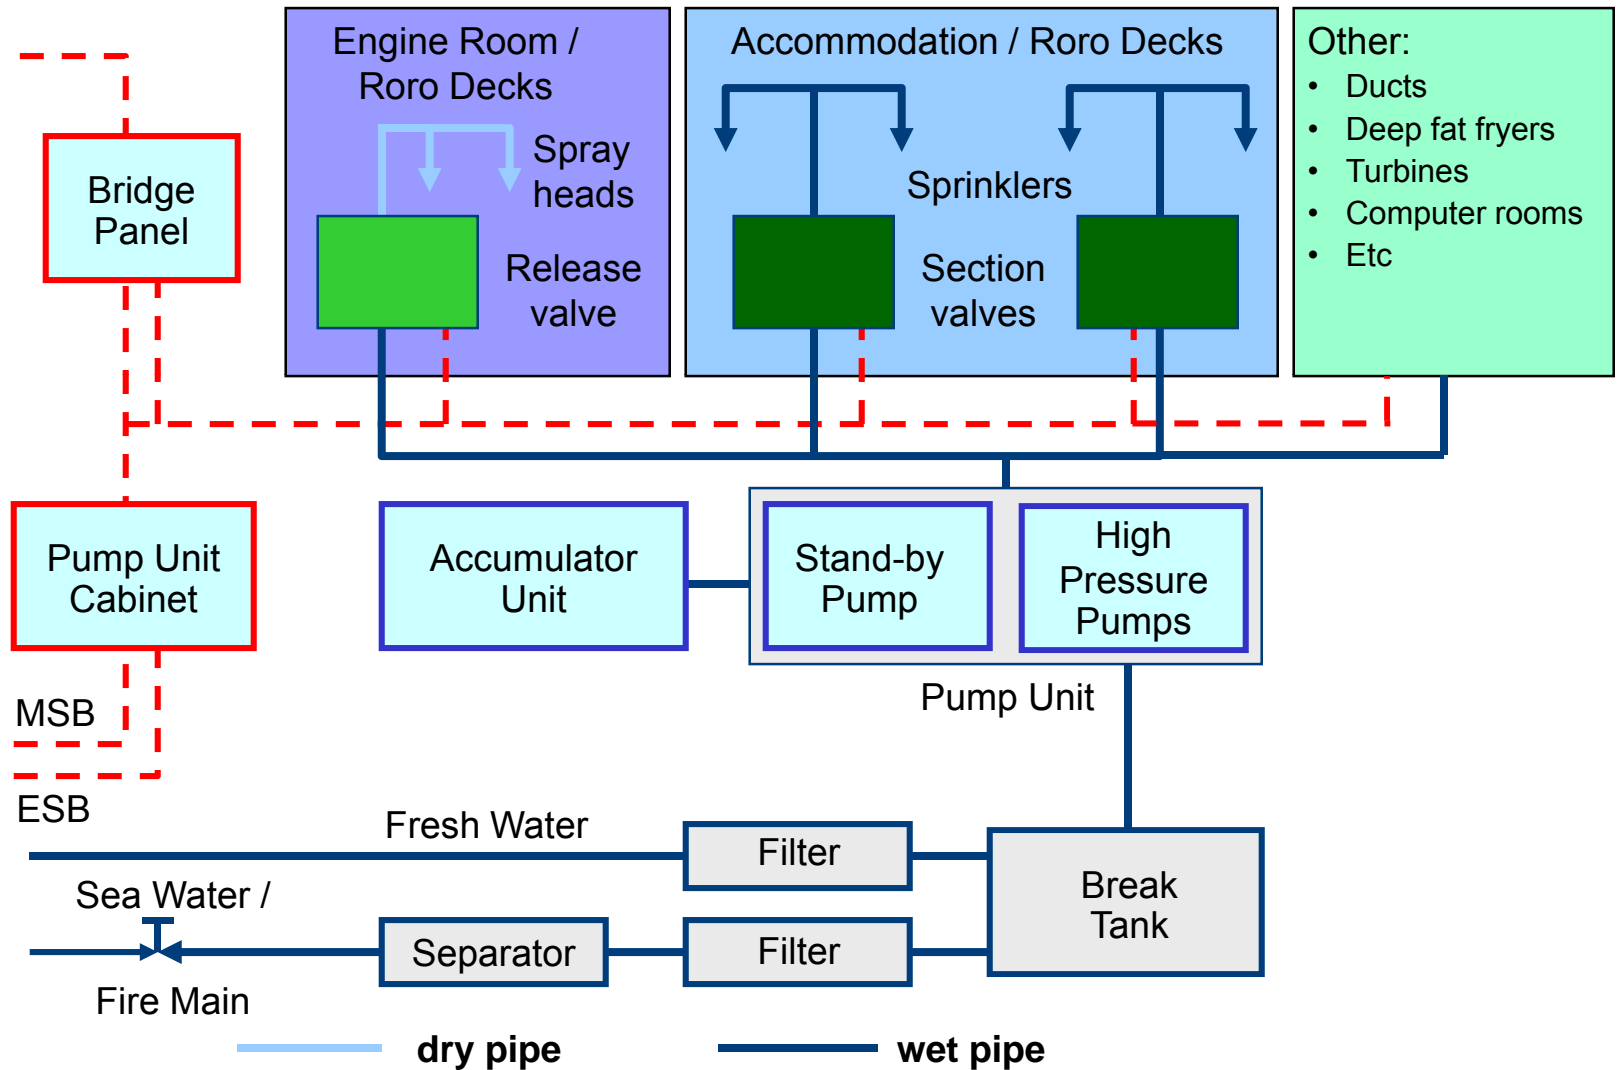 Engine Room /
Roro Decks
Spray
heads
Release
valve
Accommodation / Roro Decks
Sprinklers
Section
valves
Other:
• Ducts
• Deep fat fryers
• Turbines
• Computer rooms
• Etc
Bridge
Panel
Pump Unit
Cabinet
Accumulator
Unit
Stand-by
Pump
High
Pressure
Pumps
Pump Unit
MSB
ESB
Fresh Water
Filter
Sea Water /
Fire Main
Separator
Filter
Break
Tank
dry pipe
wet pipe